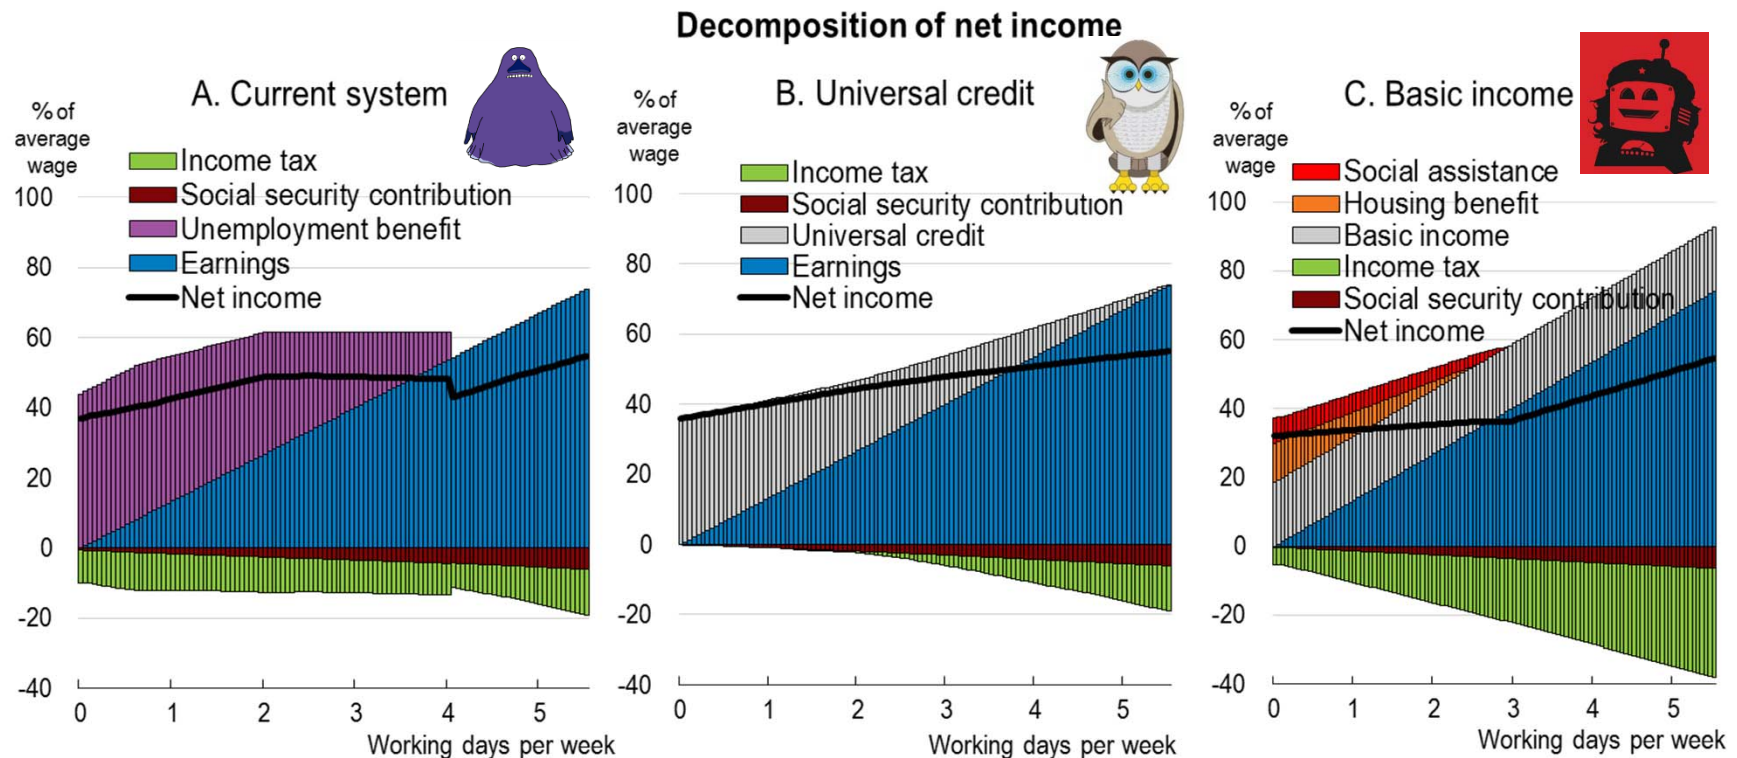 Decomposition of net income
A. Current system
% of
average
wage
Income tax
Social security contribution
Unemployment benefit
Earnings
Net income
100
80
60
40
20
0
-20
-40
0 1 2 3 4 5
Working days per week
B. Universal credit
% of
average
wage
Income tax
Social security contribution
Universal credit
Earnings
Net income
100
80
60
40
20
0
-20
-40
0 1 2 3 4 5
Working days per week
C. Basic income
% of
average
wage
Social assistance
Housing benefit
Basic income
Income tax
Social security contribution
Net income
100
80
60
40
20
0
-20
-40
0 1 2 3 4 5
Working days per week